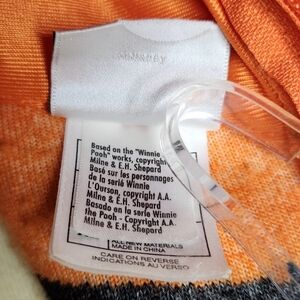 Disney
Based on the "Winnie
Pooh" works, copyright
Milne & E.H. Shepard
Basé sur les personnages
de la serié Winnie
L'Ourson, copyright A.A.
Milne & E.H. Shepard
Basado en la serie Winnie
the Pooh - Copyright A.A.
Milne & E.H. Shepard
ALL NEW MATERIALS
MADE IN CHINA
CARE ON REVERSE
INDICATIONS AU VERSO